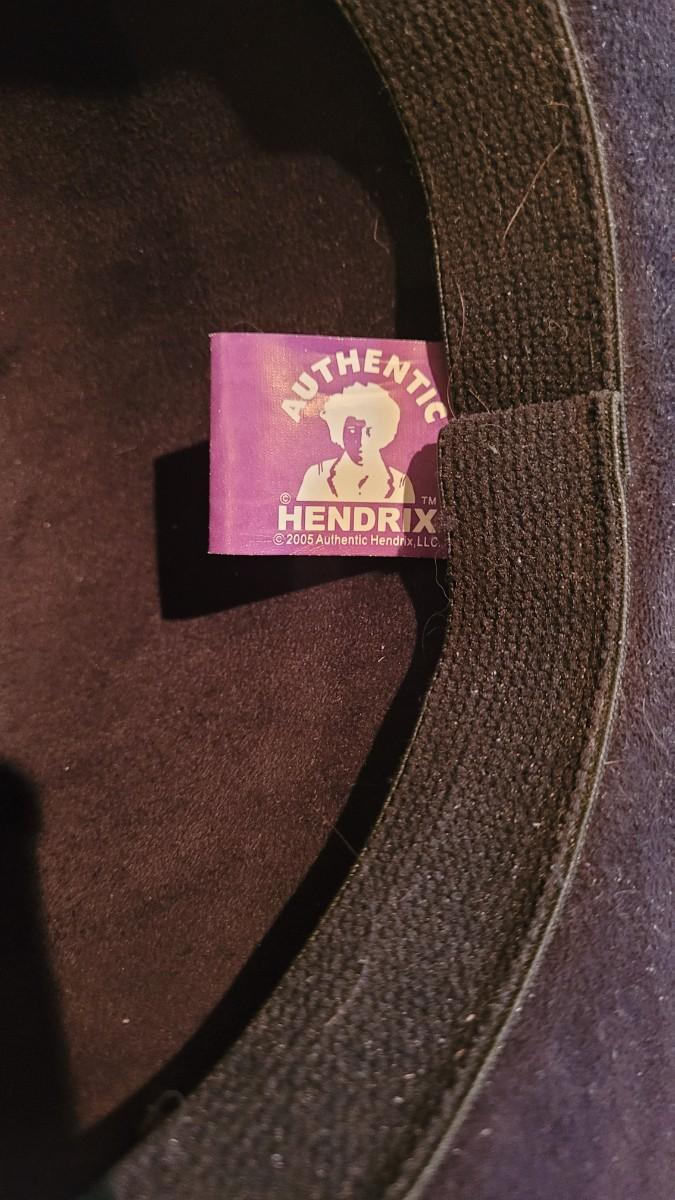 AUTHENTIC
© TM
HENDRIX
© 2005 Authentic Hendrix, LLC.